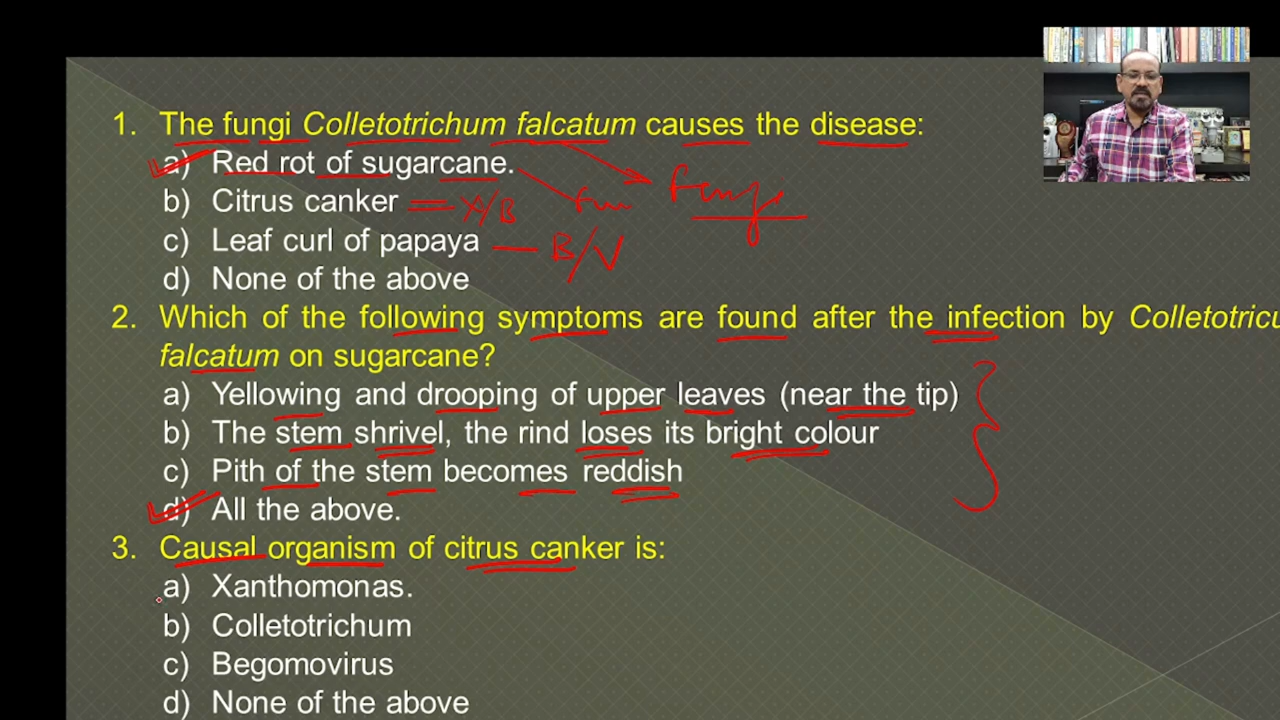 1. The fungi Colletotrichum falcatum causes the disease:
a) Red rot of sugarcane.
b) Citrus canker = X/B
fun
fungi
c) Leaf curl of papaya — B/V
d) None of the above
2. Which of the following symptoms are found after the infection by Colletotricu
falcatum on sugarcane?
a) Yellowing and drooping of upper leaves (near the tip)
b) The stem shrivel, the rind loses its bright colour
c) Pith of the stem becomes reddish
d) All the above.
3. Causal organism of citrus canker is:
a) Xanthomonas.
b) Colletotrichum
c) Begomovirus
d) None of the above